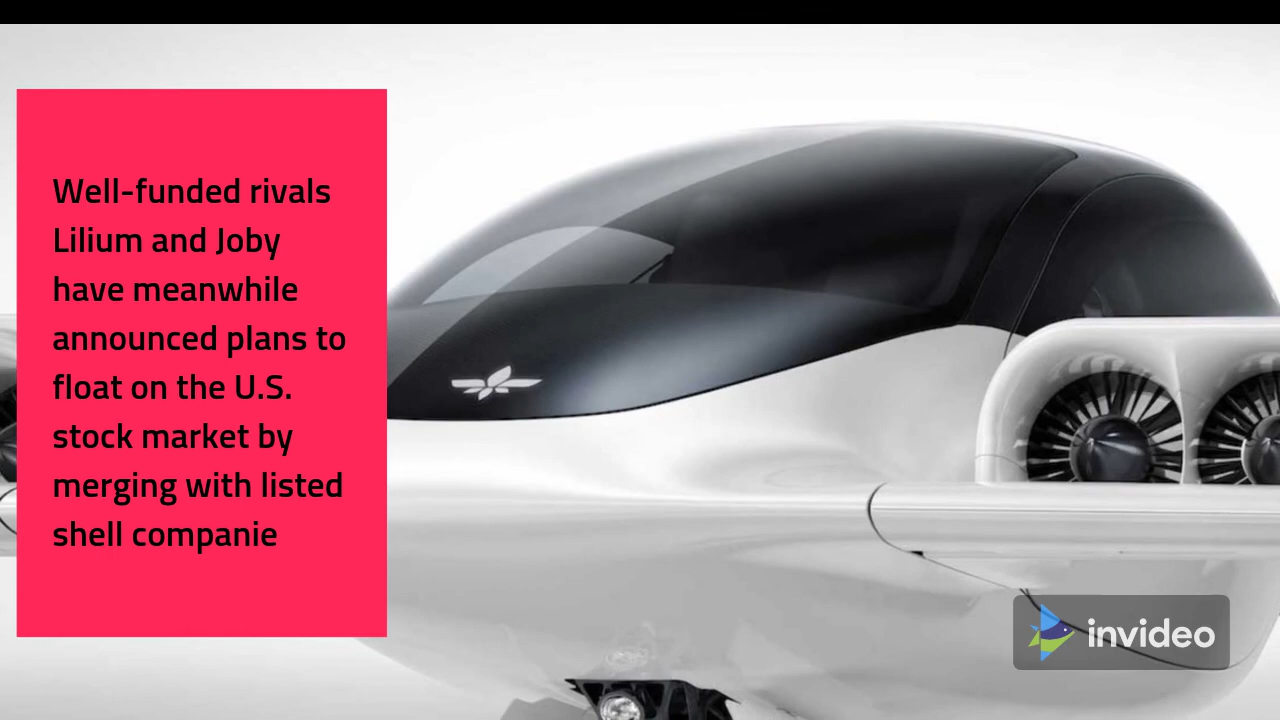 Well-funded rivals
Lilium and Joby
have meanwhile
announced plans to
float on the U.S.
stock market by
merging with listed
shell companie
invideo